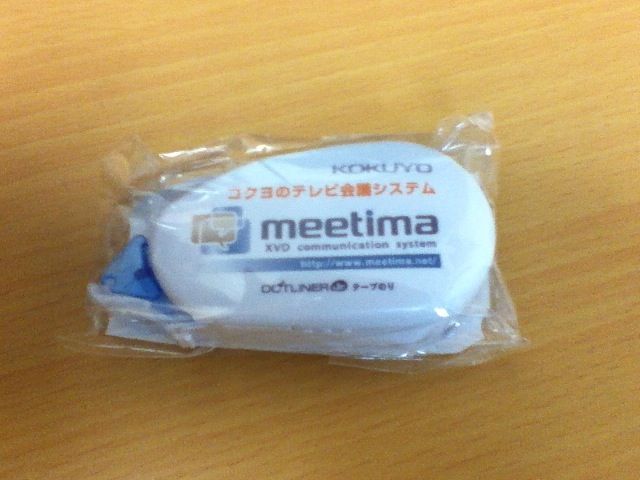 KOKUYO
コクヨのテレビ会議システム
meetima
XVD communication system
http://www.meetima.net/
DOTLINER Jr. テープのり